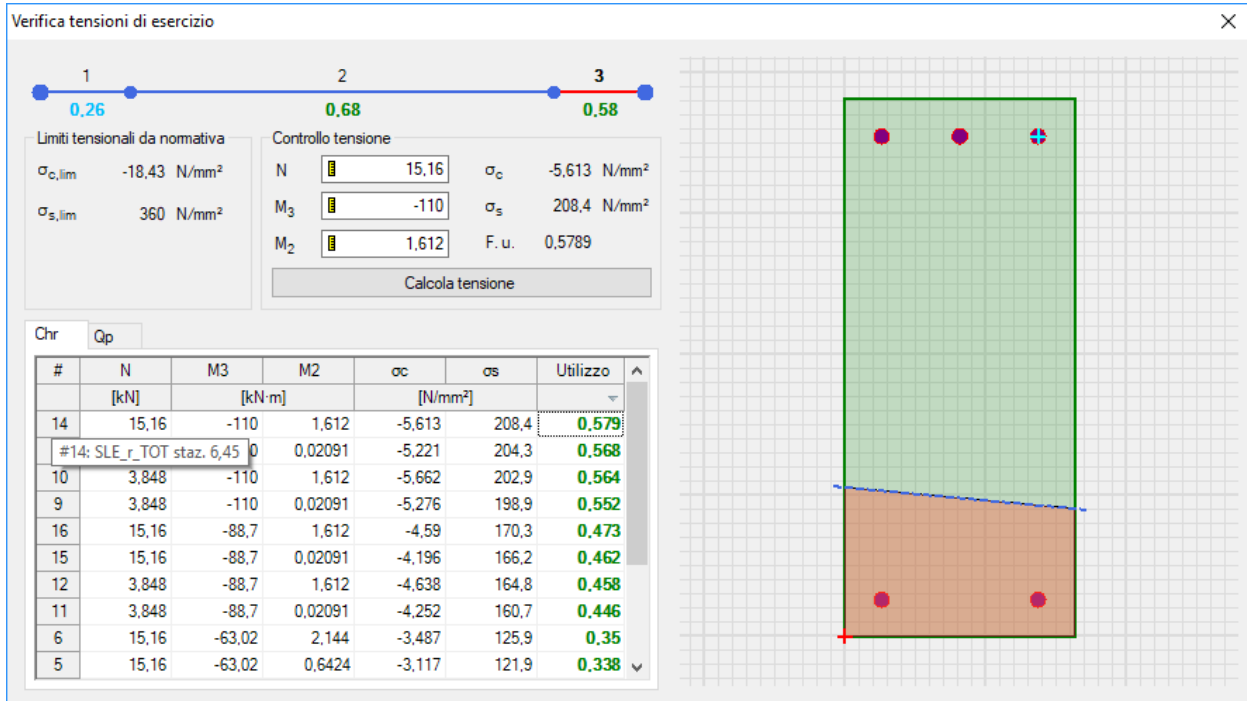 Verifica tensioni di esercizio
1 2 3
0,26 0,68 0,58
Limiti tensionali da normativa
σc,lim -18,43 N/mm²
σs,lim 360 N/mm²
Controllo tensione
N 15,16 σc -5,613 N/mm²
M3 -110 σs 208,4 N/mm²
M2 1,612 F. u. 0,5789
Calcola tensione
Chr Qp
# N M3 M2 σc σs Utilizzo
[kN] [kN·m] [N/mm²]
14 15,16 -110 1,612 -5,613 208,4 0,579
#14: SLE_r_TOT staz. 6,45 0 0,02091 -5,221 204,3 0,568
10 3,848 -110 1,612 -5,662 202,9 0,564
9 3,848 -110 0,02091 -5,276 198,9 0,552
16 15,16 -88,7 1,612 -4,59 170,3 0,473
15 15,16 -88,7 0,02091 -4,196 166,2 0,462
12 3,848 -88,7 1,612 -4,638 164,8 0,458
11 3,848 -88,7 0,02091 -4,252 160,7 0,446
6 15,16 -63,02 2,144 -3,487 125,9 0,35
5 15,16 -63,02 0,6424 -3,117 121,9 0,338